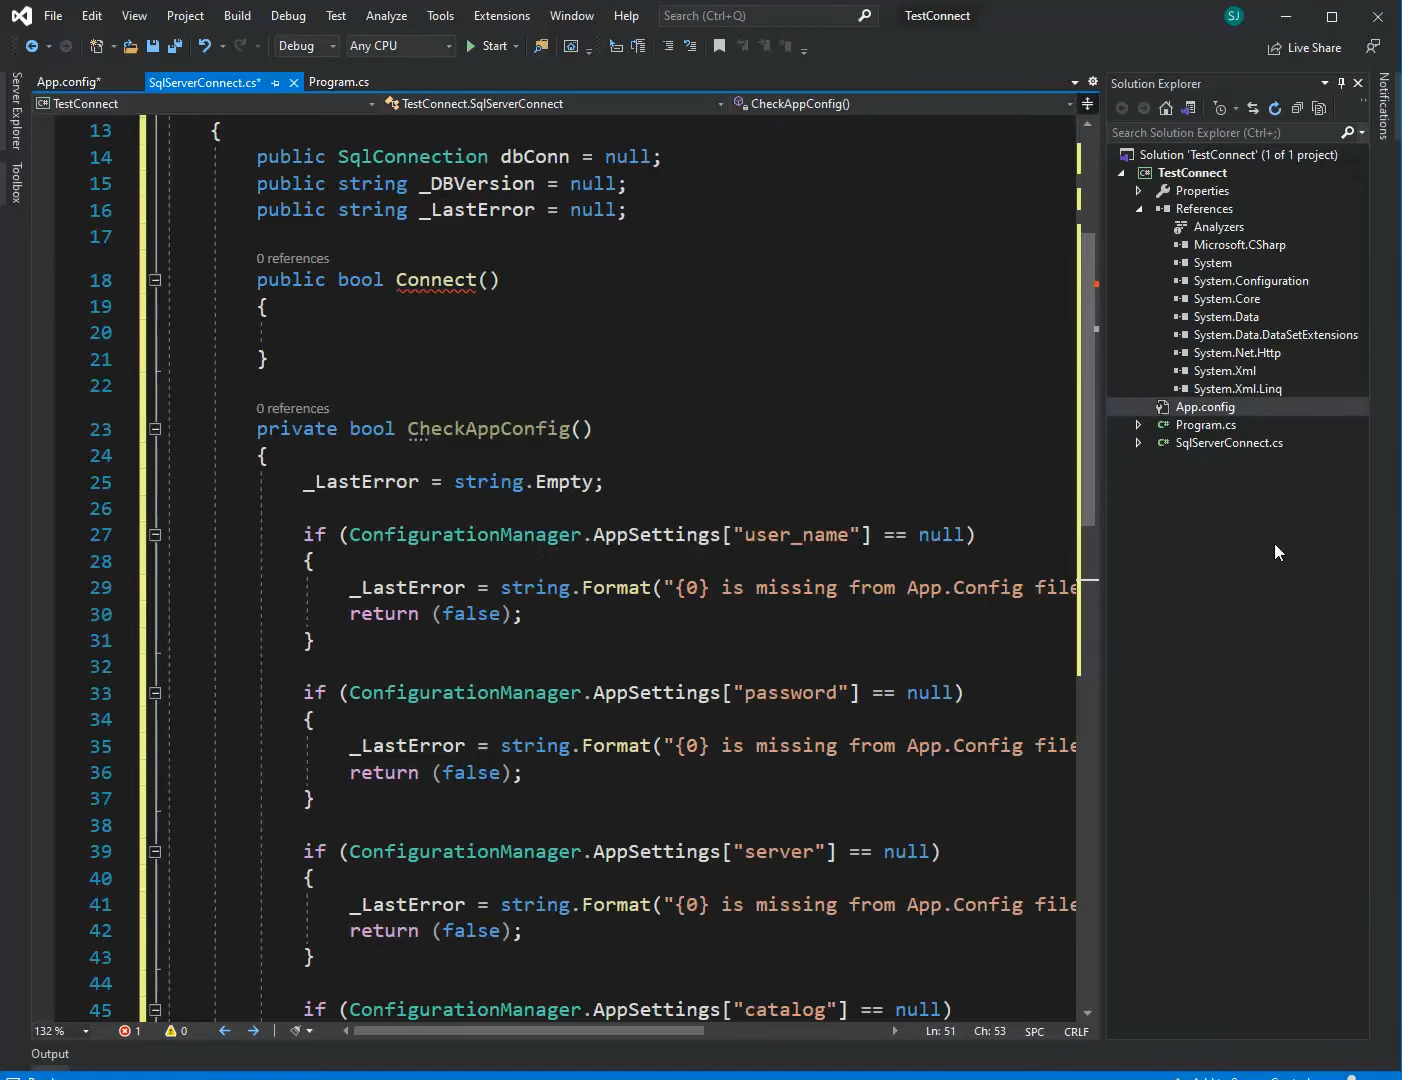 File Edit View Project Build Debug Test Analyze Tools Extensions Window Help Search (Ctrl+Q) TestConnect SJ
Debug Any CPU Start Live Share
Server Explorer
Toolbox
App.config* SqlServerConnect.cs* Program.cs
TestConnect TestConnect.SqlServerConnect CheckAppConfig()
13 {
14 public SqlConnection dbConn = null;
15 public string _DBVersion = null;
16 public string _LastError = null;
17
0 references
18 public bool Connect()
19 {
20
21 }
22
0 references
23 private bool CheckAppConfig()
24 {
25 _LastError = string.Empty;
26
27 if (ConfigurationManager.AppSettings["user_name"] == null)
28 {
29 _LastError = string.Format("{0} is missing from App.Config file
30 return (false);
31 }
32
33 if (ConfigurationManager.AppSettings["password"] == null)
34 {
35 _LastError = string.Format("{0} is missing from App.Config file
36 return (false);
37 }
38
39 if (ConfigurationManager.AppSettings["server"] == null)
40 {
41 _LastError = string.Format("{0} is missing from App.Config file
42 return (false);
43 }
44
45 if (ConfigurationManager.AppSettings["catalog"] == null)
132 % 1 0 Ln: 51 Ch: 53 SPC CRLF
Output
Solution Explorer
Search Solution Explorer (Ctrl+;)
Solution 'TestConnect' (1 of 1 project)
TestConnect
Properties
References
Analyzers
Microsoft.CSharp
System
System.Configuration
System.Core
System.Data
System.Data.DataSetExtensions
System.Net.Http
System.Xml
System.Xml.Linq
App.config
Program.cs
SqlServerConnect.cs
Notifications